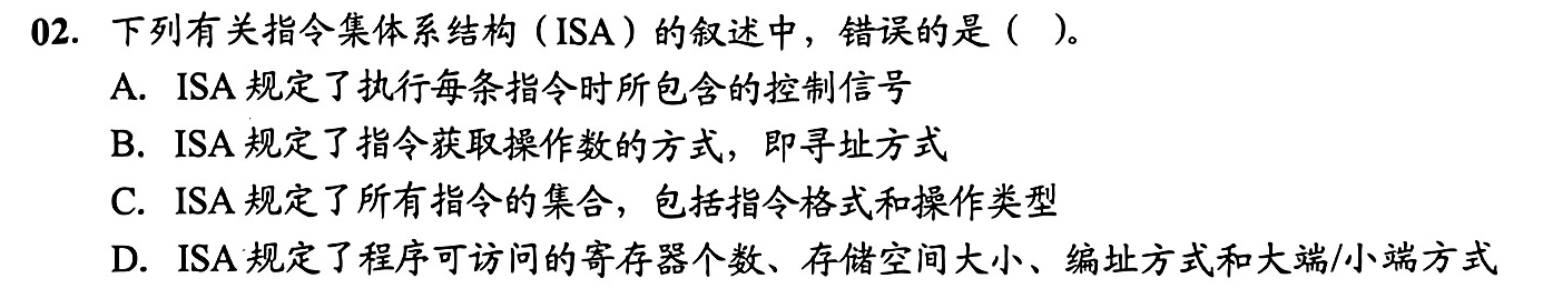 02. 下列有关指令集体系结构（ISA）的叙述中，错误的是（ ）。
A. ISA 规定了执行每条指令时所包含的控制信号
B. ISA 规定了指令获取操作数的方式，即寻址方式
C. ISA 规定了所有指令的集合，包括指令格式和操作类型
D. ISA 规定了程序可访问的寄存器个数、存储空间大小、编址方式和大端/小端方式